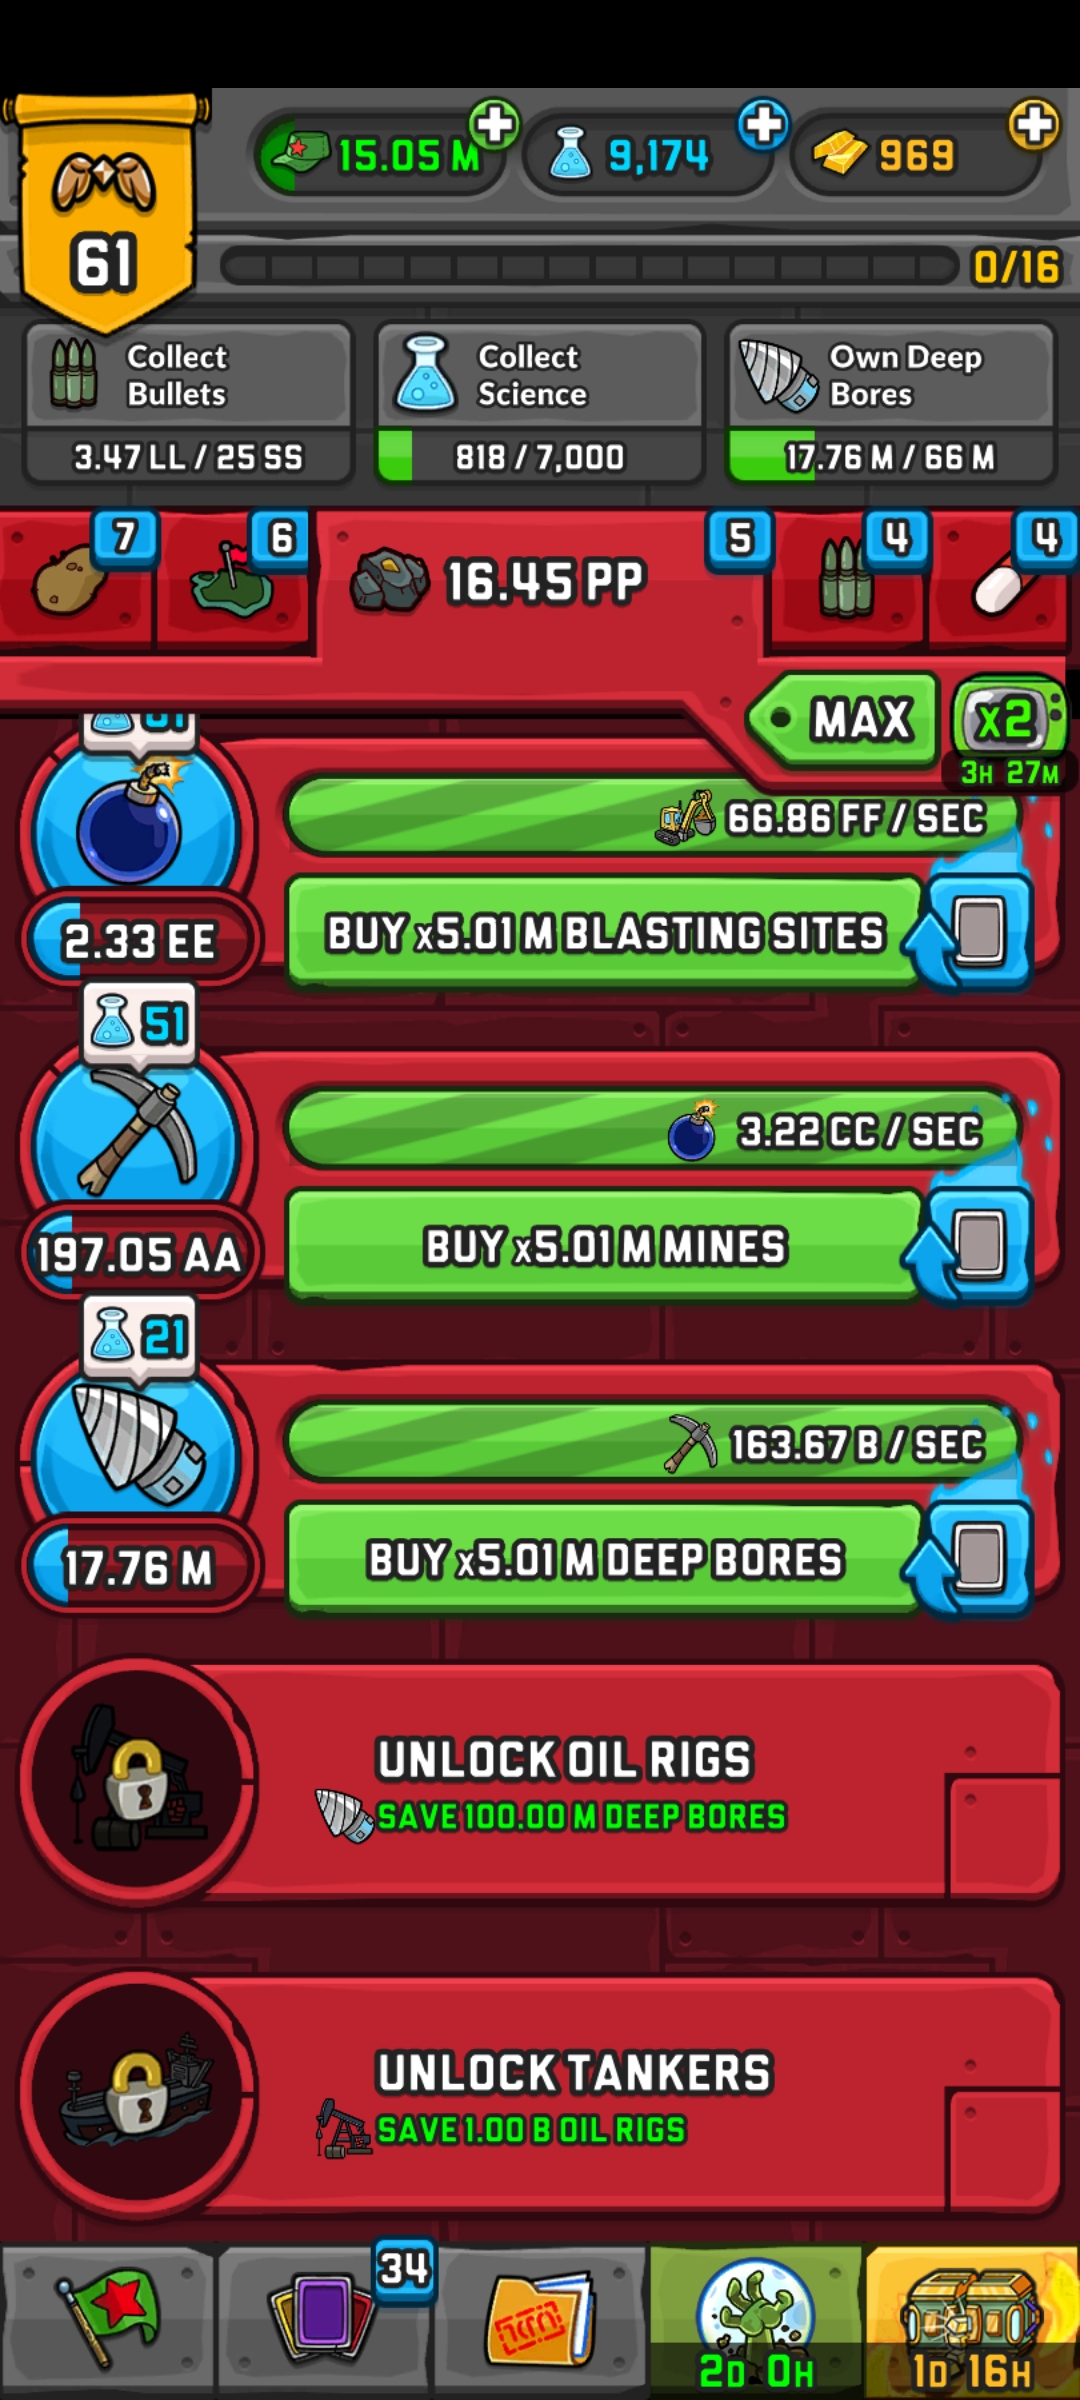 15.05 M
9,174
969
61
0/16
Collect
Bullets
3.47 LL / 25 SS
Collect
Science
818 / 7,000
Own Deep
Bores
17.76 M / 66 M
7
6
16.45 PP
5
4
4
MAX
x2
3H 27M
66.86 FF / SEC
2.33 EE
BUY x5.01 M BLASTING SITES
51
3.22 CC / SEC
197.05 AA
BUY x5.01 M MINES
21
163.67 B / SEC
17.76 M
BUY x5.01 M DEEP BORES
UNLOCK OIL RIGS
SAVE 100.00 M DEEP BORES
UNLOCK TANKERS
SAVE 1.00 B OIL RIGS
34
2D 0H
1D 16H